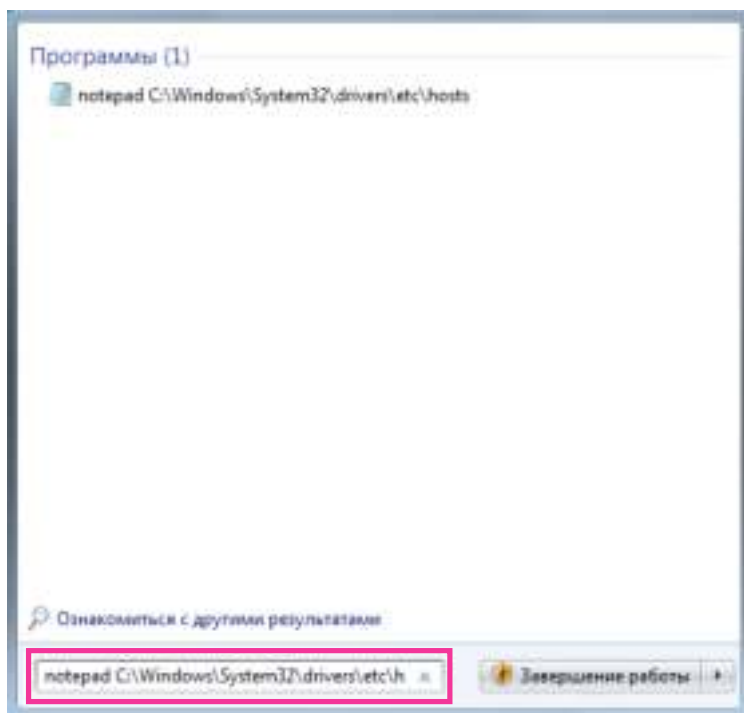 Программы (1)
notepad C:\Windows\System32\drivers\etc\hosts
Ознакомиться с другими результатами
notepad C:\Windows\System32\drivers\etc\h
Завершение работы